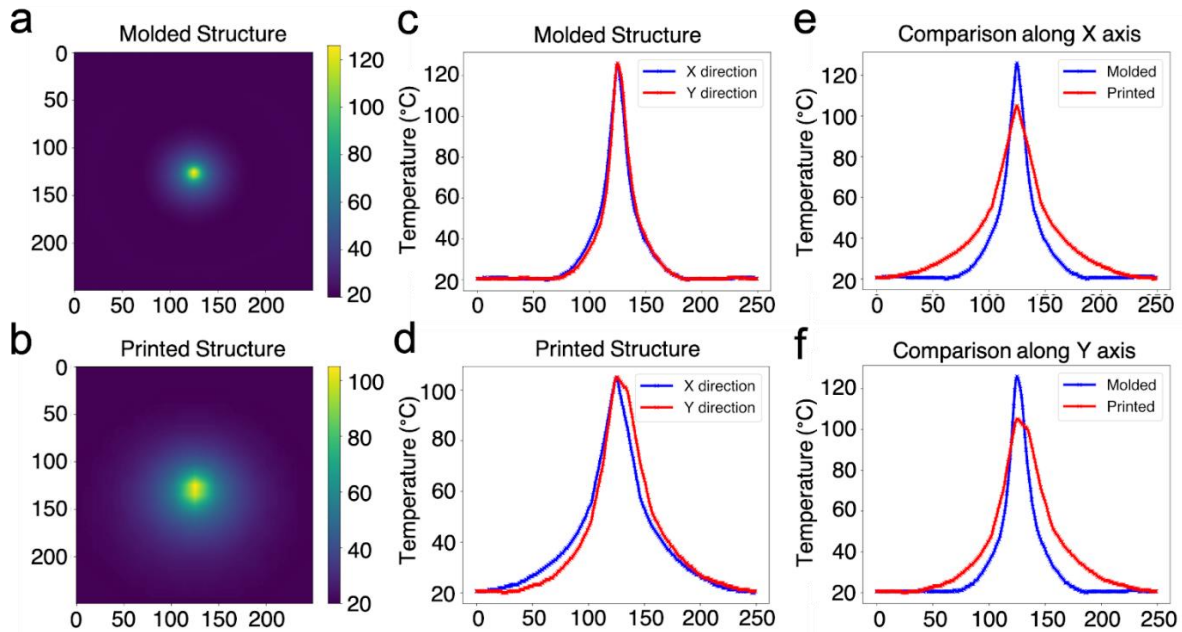 a
Molded Structure
0
50
100
150
200
0 50 100 150 200
120
100
80
60
40
20
c
Molded Structure
Temperature (°C)
120
100
80
60
40
20
0 50 100 150 200 250
X direction
Y direction
e
Comparison along X axis
Temperature (°C)
120
100
80
60
40
20
0 50 100 150 200 250
Molded
Printed
b
Printed Structure
0
50
100
150
200
0 50 100 150 200
100
80
60
40
20
d
Printed Structure
Temperature (°C)
100
80
60
40
20
0 50 100 150 200 250
X direction
Y direction
f
Comparison along Y axis
Temperature (°C)
120
100
80
60
40
20
0 50 100 150 200 250
Molded
Printed